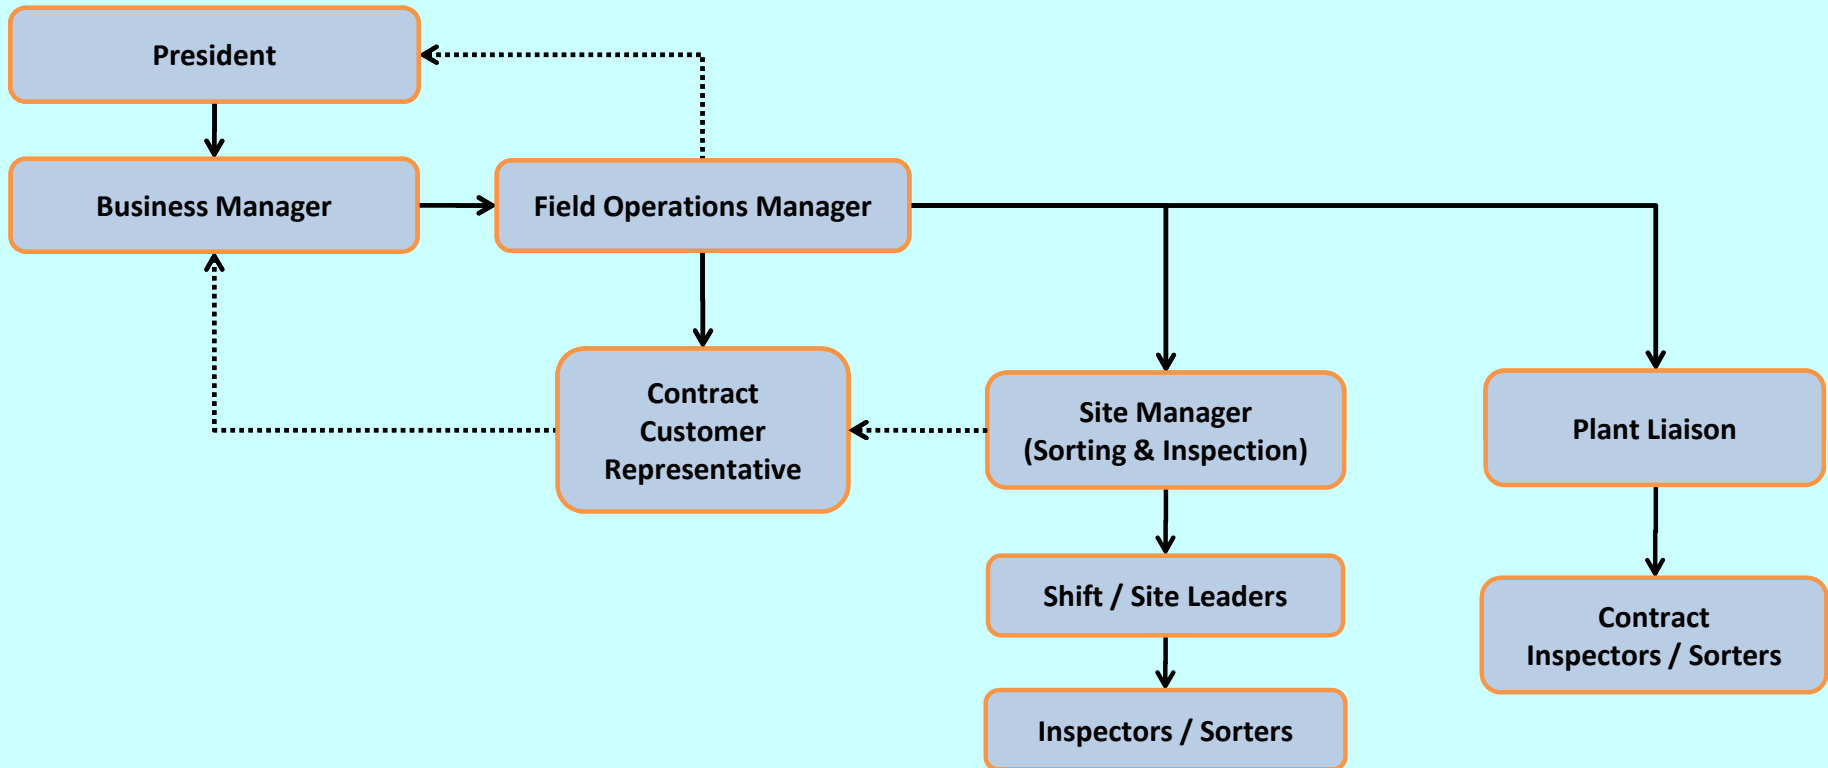 President
Business Manager
Field Operations Manager
Contract
Customer
Representative
Site Manager
(Sorting & Inspection)
Plant Liaison
Shift / Site Leaders
Contract
Inspectors / Sorters
Inspectors / Sorters